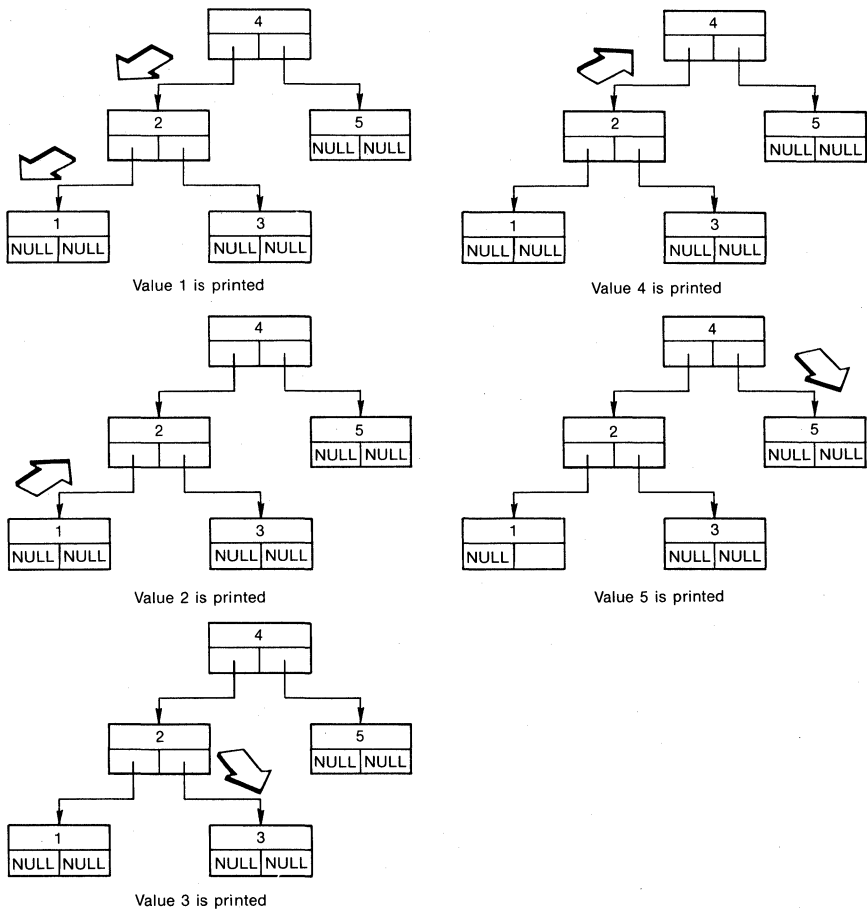 4
2 5
NULL NULL
1 3
NULL NULL NULL NULL
Value 1 is printed
4
2 5
NULL NULL
1 3
NULL NULL NULL NULL
Value 2 is printed
4
2 5
NULL NULL
1 3
NULL NULL NULL NULL
Value 3 is printed
4
2 5
NULL NULL
1 3
NULL NULL NULL NULL
Value 4 is printed
4
2 5
NULL NULL
1 3
NULL NULL NULL
Value 5 is printed